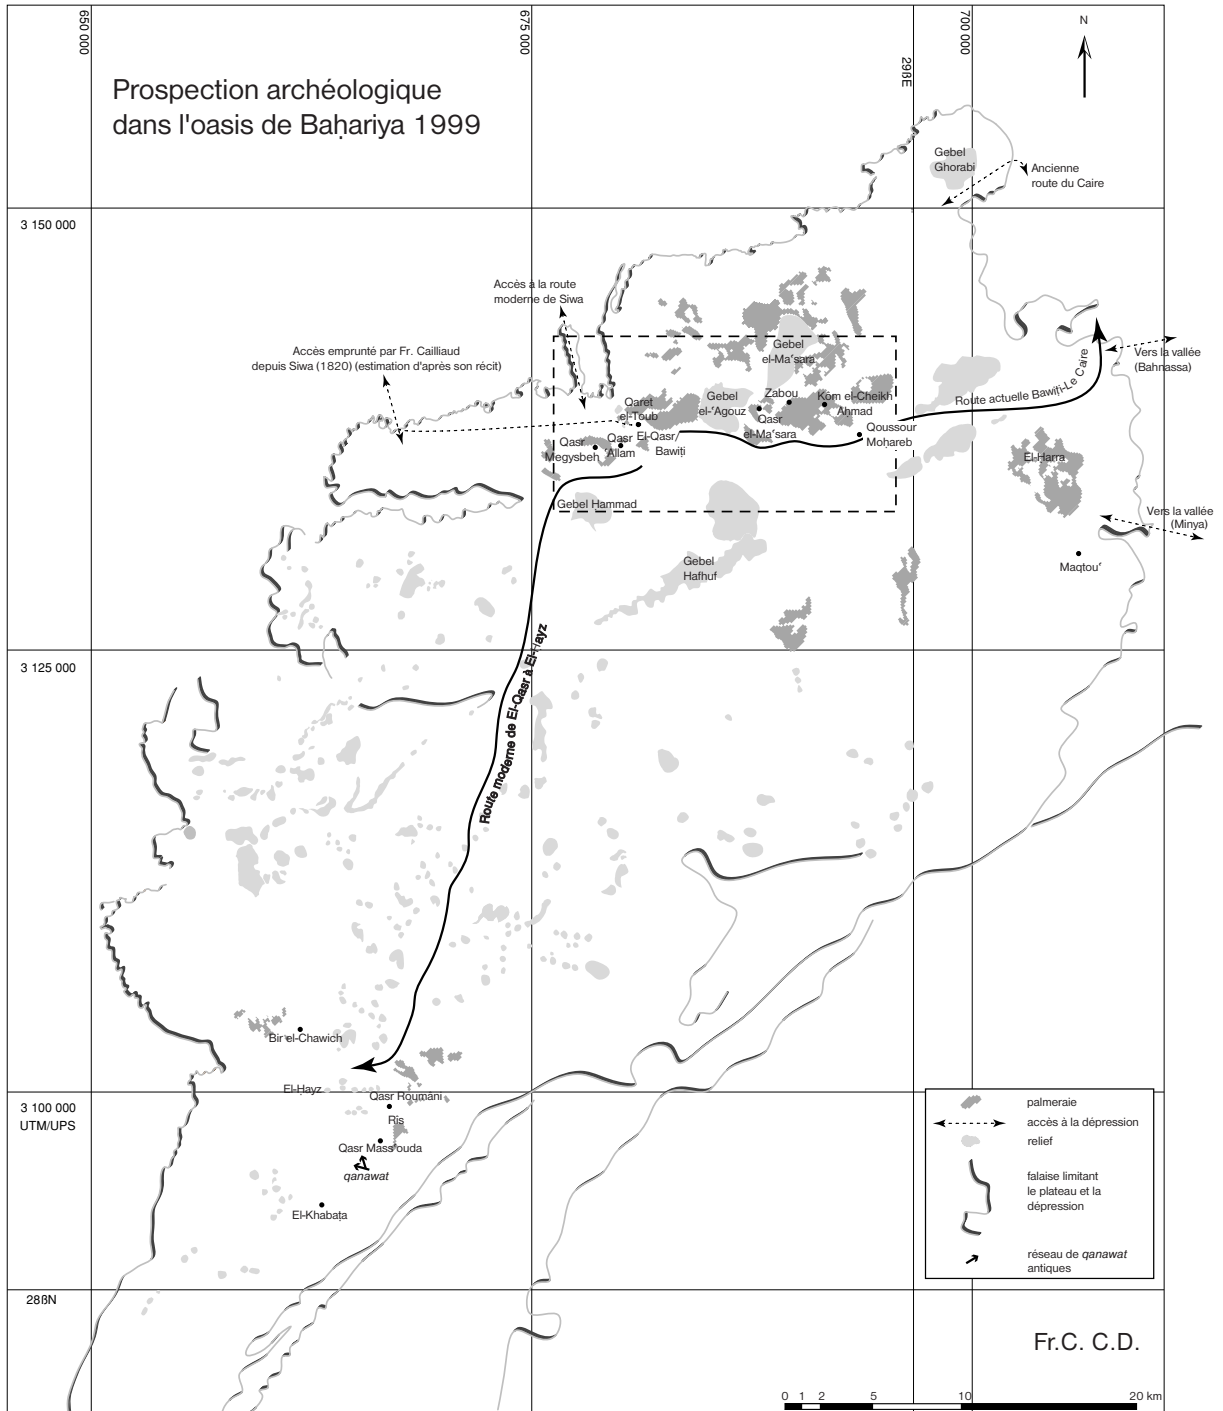 650 000
675 000
700 000
29ßE
N
Prospection archéologique
dans l'oasis de Baḥariya 1999
Gebel
Ghorabi
Ancienne
route du Caire
3 150 000
Accès à la route
moderne de Siwa
Accès emprunté par Fr. Cailliaud
depuis Siwa (1820) (estimation d'après son récit)
Gebel
el-Ma'sara
Vers la vallée
(Bahnassa)
Route actuelle Bawiṭi-Le Caire
Qaret
el-Toub
Gebel
el-'Agouz
Zabou
Kôm el-Cheikh
Ahmad
Qasr
el-Ma'sara
Qoussour
Moḥareb
Qasr
Megysbeh
Qasr
'Allam
El-Qasr/
Bawiṭi
El-Harra
Gebel Hammad
Vers la vallée
(Minya)
Gebel
Hafhuf
Maqtou'
3 125 000
Route moderne de El-Qasr à El-Ḥayz
Bir el-Chawich
El-Ḥayz
Qasr Roumani
3 100 000
UTM/UPS
Rîs
Qasr Mass'ouda
qanawat
El-Khabaṭa
palmeraie
accès à la dépression
relief
falaise limitant
le plateau et la
dépression
réseau de qanawat
antiques
28ßN
Fr.C. C.D.
0 1 2 5 10 20 km